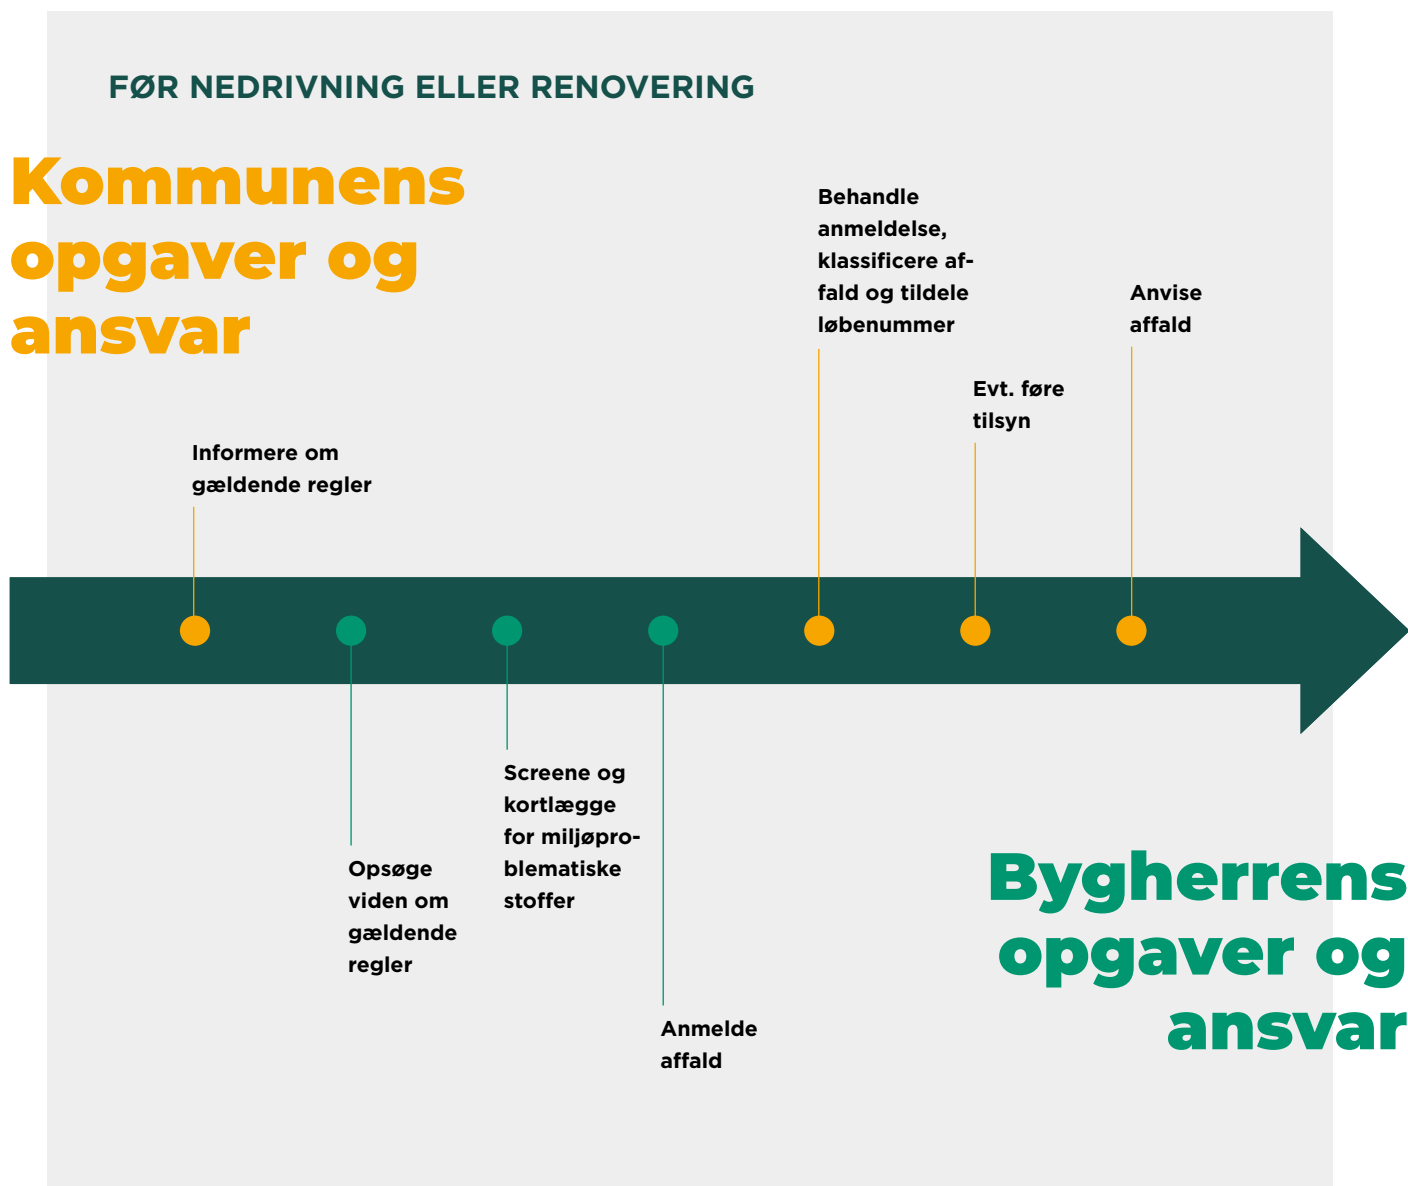 FØR NEDRIVNING ELLER RENOVERING
Kommunens
opgaver og
ansvar
Informere om
gældende regler
Behandle
anmeldelse,
klassificere af-
fald og tildele
løbenummer
Evt. føre
tilsyn
Anvise
affald
Opsøge
viden om
gældende
regler
Screene og
kortlægge
for miljøpro-
blematiske
stoffer
Anmelde
affald
Bygherrens
opgaver og
ansvar